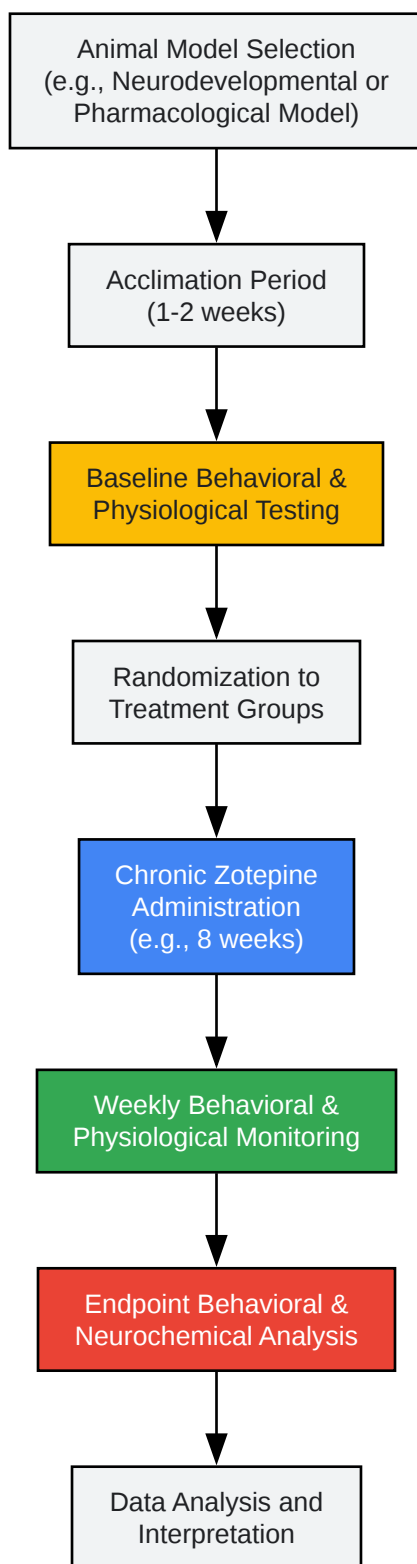 Animal Model Selection
(e.g., Neurodevelopmental or
Pharmacological Model)
Acclimation Period
(1-2 weeks)
Baseline Behavioral &
Physiological Testing
Randomization to
Treatment Groups
Chronic Zotepine
Administration
(e.g., 8 weeks)
Weekly Behavioral &
Physiological Monitoring
Endpoint Behavioral &
Neurochemical Analysis
Data Analysis and
Interpretation